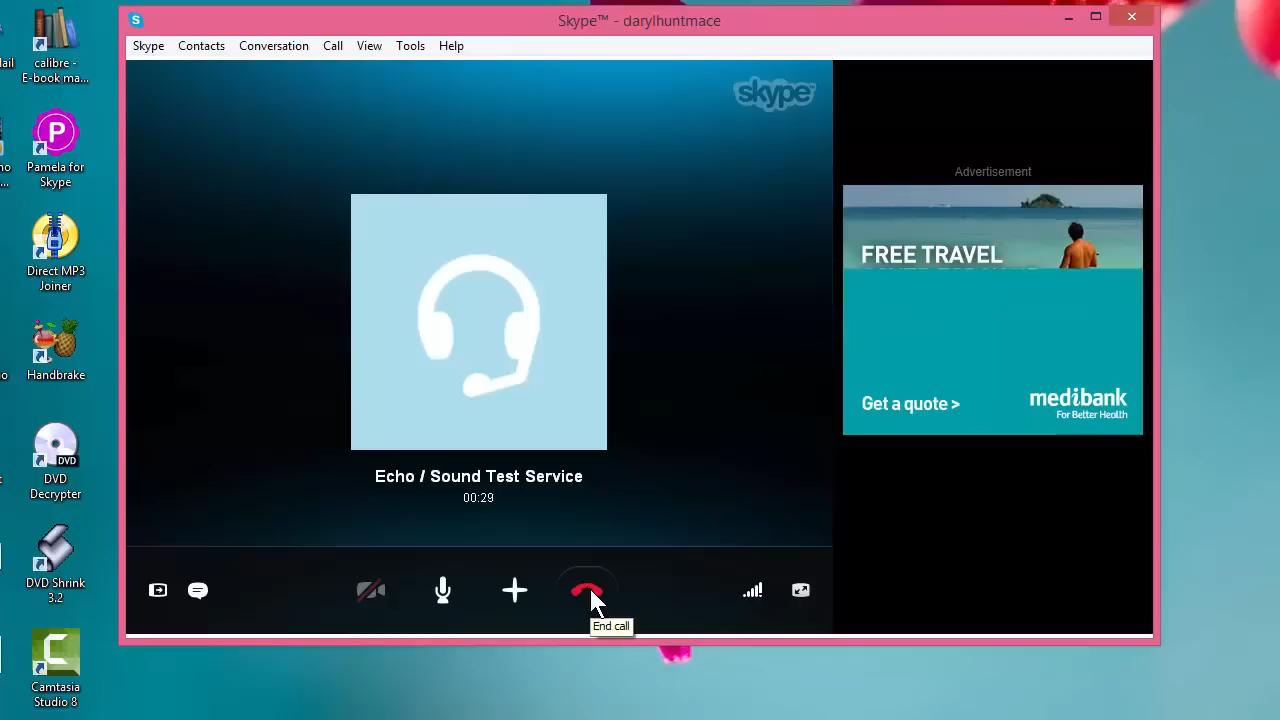 Skype™ - darylhuntmace
Skype Contacts Conversation Call View Tools Help
skype™
Advertisement
FREE TRAVEL
Get a quote >
medibank
For Better Health
Echo / Sound Test Service
00:29
End call
ail
calibre -
E-book ma...
P
Pamela for
Skype
Direct MP3
Joiner
Handbrake
DVD
DVD
Decrypter
DVD Shrink
3.2
C
Camtasia
Studio 8